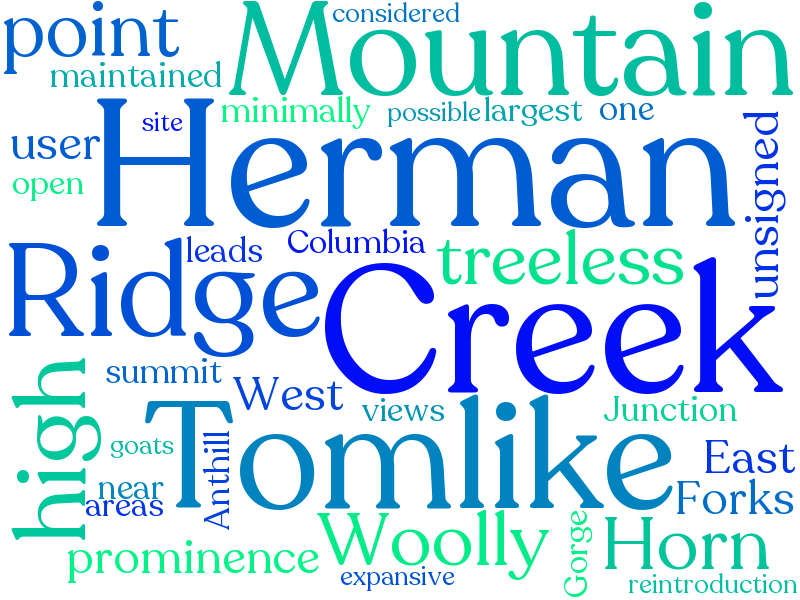 considered
point
Mountain
maintained
minimally
possible
largest
one
site
Herman
user
open
unsigned
leads
Columbia
treeless
Ridge
Creek
summit
West
views
Junction
high
Tomlike
goats
Anthill
near
areas
East
Forks
Woolly
Gorge
Horn
prominence
expansive
reintroduction